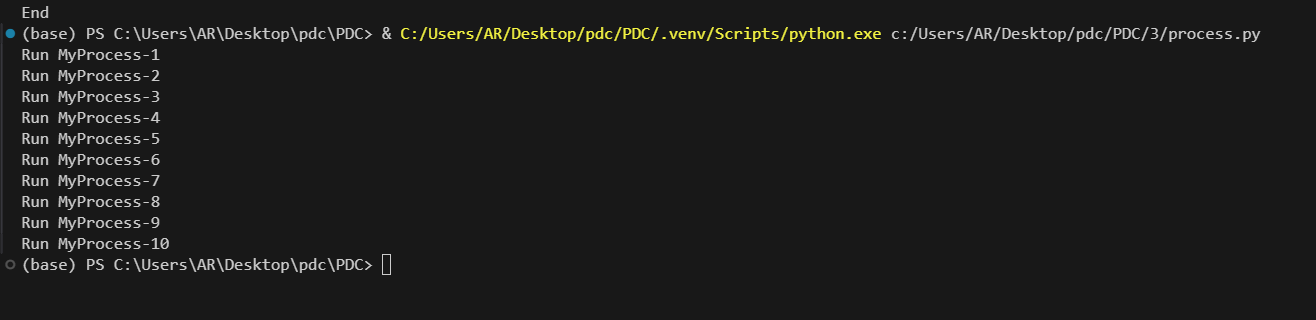 End
(base) PS C:\Users\AR\Desktop\pdc\PDC> & C:/Users/AR/Desktop/pdc/PDC/.venv/Scripts/python.exe c:/Users/AR/Desktop/pdc/PDC/3/process.py
Run MyProcess-1
Run MyProcess-2
Run MyProcess-3
Run MyProcess-4
Run MyProcess-5
Run MyProcess-6
Run MyProcess-7
Run MyProcess-8
Run MyProcess-9
Run MyProcess-10
(base) PS C:\Users\AR\Desktop\pdc\PDC>